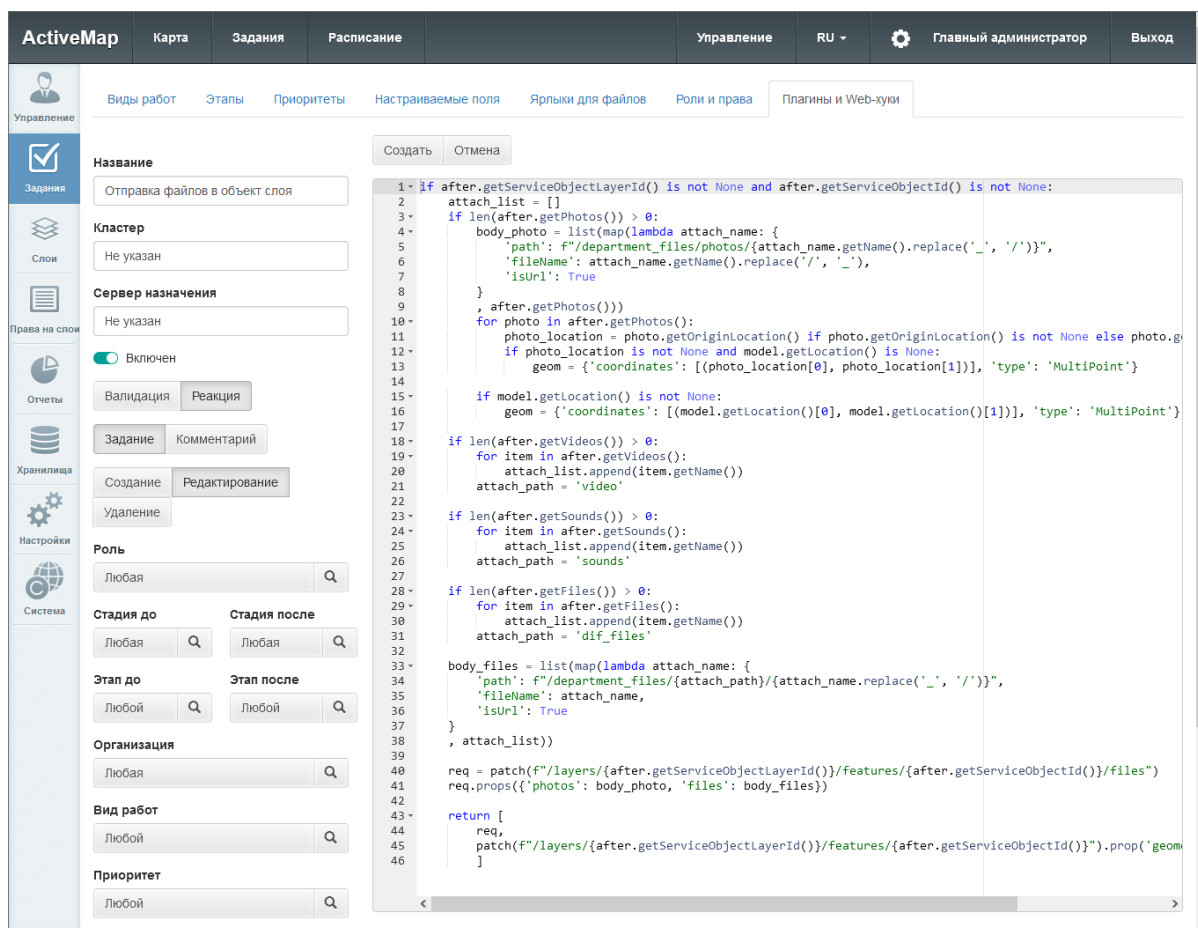 ActiveMap Карта Задания Расписание Управление RU Главный администратор Выход
Управление
Задания
Слои
Права на слои
Отчеты
Хранилища
Настройки
Система
Виды работ Этапы Приоритеты Настраиваемые поля Ярлыки для файлов Роли и права Плагины и Web-хуки
Название
Отправка файлов в объект слоя
Кластер
Не указан
Сервер назначения
Не указан
Включен
Валидация Реакция
Задание Комментарий
Создание Редактирование
Удаление
Роль
Любая
Стадия до Стадия после
Любая Любая
Этап до Этап после
Любой Любой
Организация
Любая
Вид работ
Любой
Приоритет
Любой
Создать Отмена
1 if after.getServiceObjectLayerId() is not None and after.getServiceObjectId() is not None:
2     attach_list = []
3     if len(after.getPhotos()) > 0:
4         body_photo = list(map(lambda attach_name: {
5             'path': f"/department_files/photos/{attach_name.getName().replace('_', '/')}",
6             'fileName': attach_name.getName().replace('/', '_'),
7             'isUrl': True
8         }
9         , after.getPhotos()))
10         for photo in after.getPhotos():
11             photo_location = photo.getOriginLocation() if photo.getOriginLocation() is not None else photo.g
12             if photo_location is not None and model.getLocation() is None:
13                 geom = {'coordinates': [(photo_location[0], photo_location[1])], 'type': 'MultiPoint'}
14
15         if model.getLocation() is not None:
16             geom = {'coordinates': [(model.getLocation()[0], model.getLocation()[1])], 'type': 'MultiPoint'}
17
18     if len(after.getVideos()) > 0:
19         for item in after.getVideos():
20             attach_list.append(item.getName())
21         attach_path = 'video'
22
23     if len(after.getSounds()) > 0:
24         for item in after.getSounds():
25             attach_list.append(item.getName())
26         attach_path = 'sounds'
27
28     if len(after.getFiles()) > 0:
29         for item in after.getFiles():
30             attach_list.append(item.getName())
31         attach_path = 'dif_files'
32
33     body_files = list(map(lambda attach_name: {
34         'path': f"/department_files/{attach_path}/{attach_name.replace('_', '/')}",
35         'fileName': attach_name,
36         'isUrl': True
37     }
38     , attach_list))
39
40     req = patch(f"/layers/{after.getServiceObjectLayerId()}/features/{after.getServiceObjectId()}/files")
41     req.props({'photos': body_photo, 'files': body_files})
42
43     return [
44         req,
45         patch(f"/layers/{after.getServiceObjectLayerId()}/features/{after.getServiceObjectId()}").prop('geom
46         ]